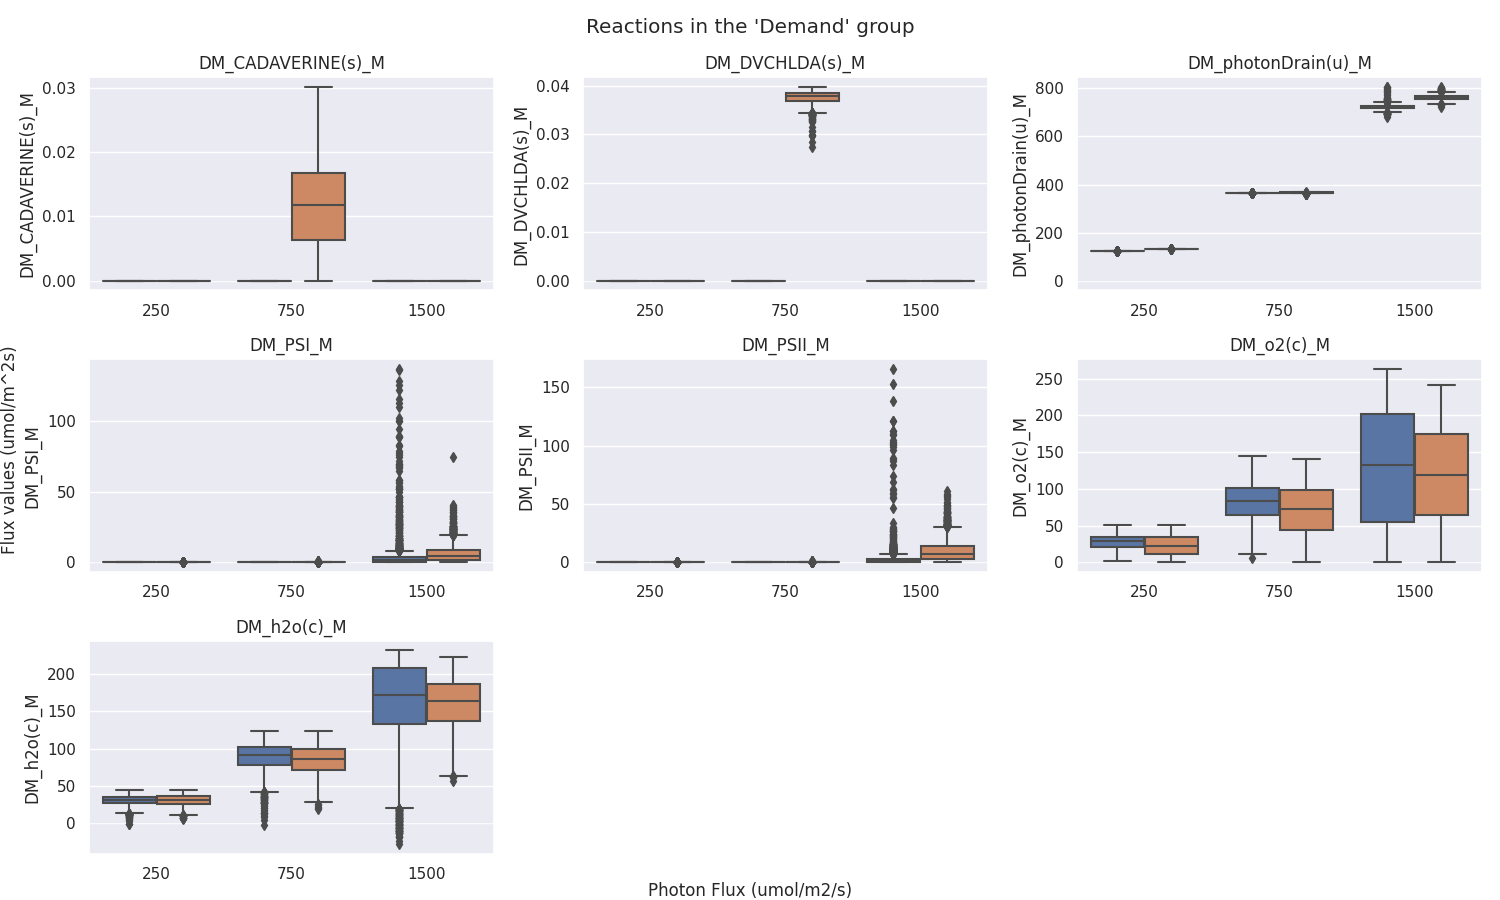 Reactions in the 'Demand' group
DM_CADAVERINE(s)_M
DM_CADAVERINE(s)_M
0.03
0.02
0.01
0.00
250 750 1500
DM_DVCHLDA(s)_M
DM_DVCHLDA(s)_M
0.04
0.03
0.02
0.01
0.00
250 750 1500
DM_photonDrain(u)_M
DM_photonDrain(u)_M
800
600
400
200
0
250 750 1500
Flux values (umol/m^2s)
DM_PSI_M
DM_PSI_M
100
50
0
250 750 1500
DM_PSII_M
DM_PSII_M
150
100
50
0
250 750 1500
DM_o2(c)_M
DM_o2(c)_M
250
200
150
100
50
0
250 750 1500
DM_h2o(c)_M
DM_h2o(c)_M
200
150
100
50
0
250 750 1500
Photon Flux (umol/m2/s)